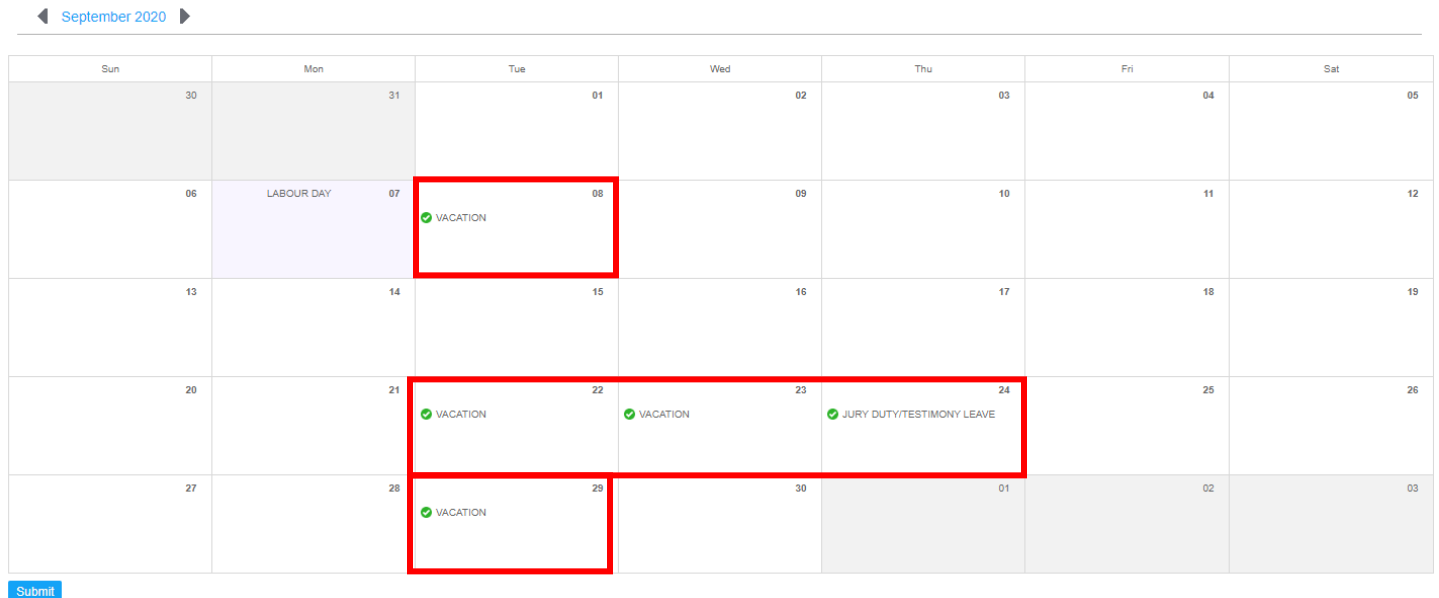 September 2020
Sun Mon Tue Wed Thu Fri Sat
30 31 01 02 03 04 05
06 LABOUR DAY 07 08 09 10 11 12
VACATION
13 14 15 16 17 18 19
20 21 22 23 24 25 26
VACATION VACATION JURY DUTY/TESTIMONY LEAVE
27 28 29 30 01 02 03
VACATION
Submit